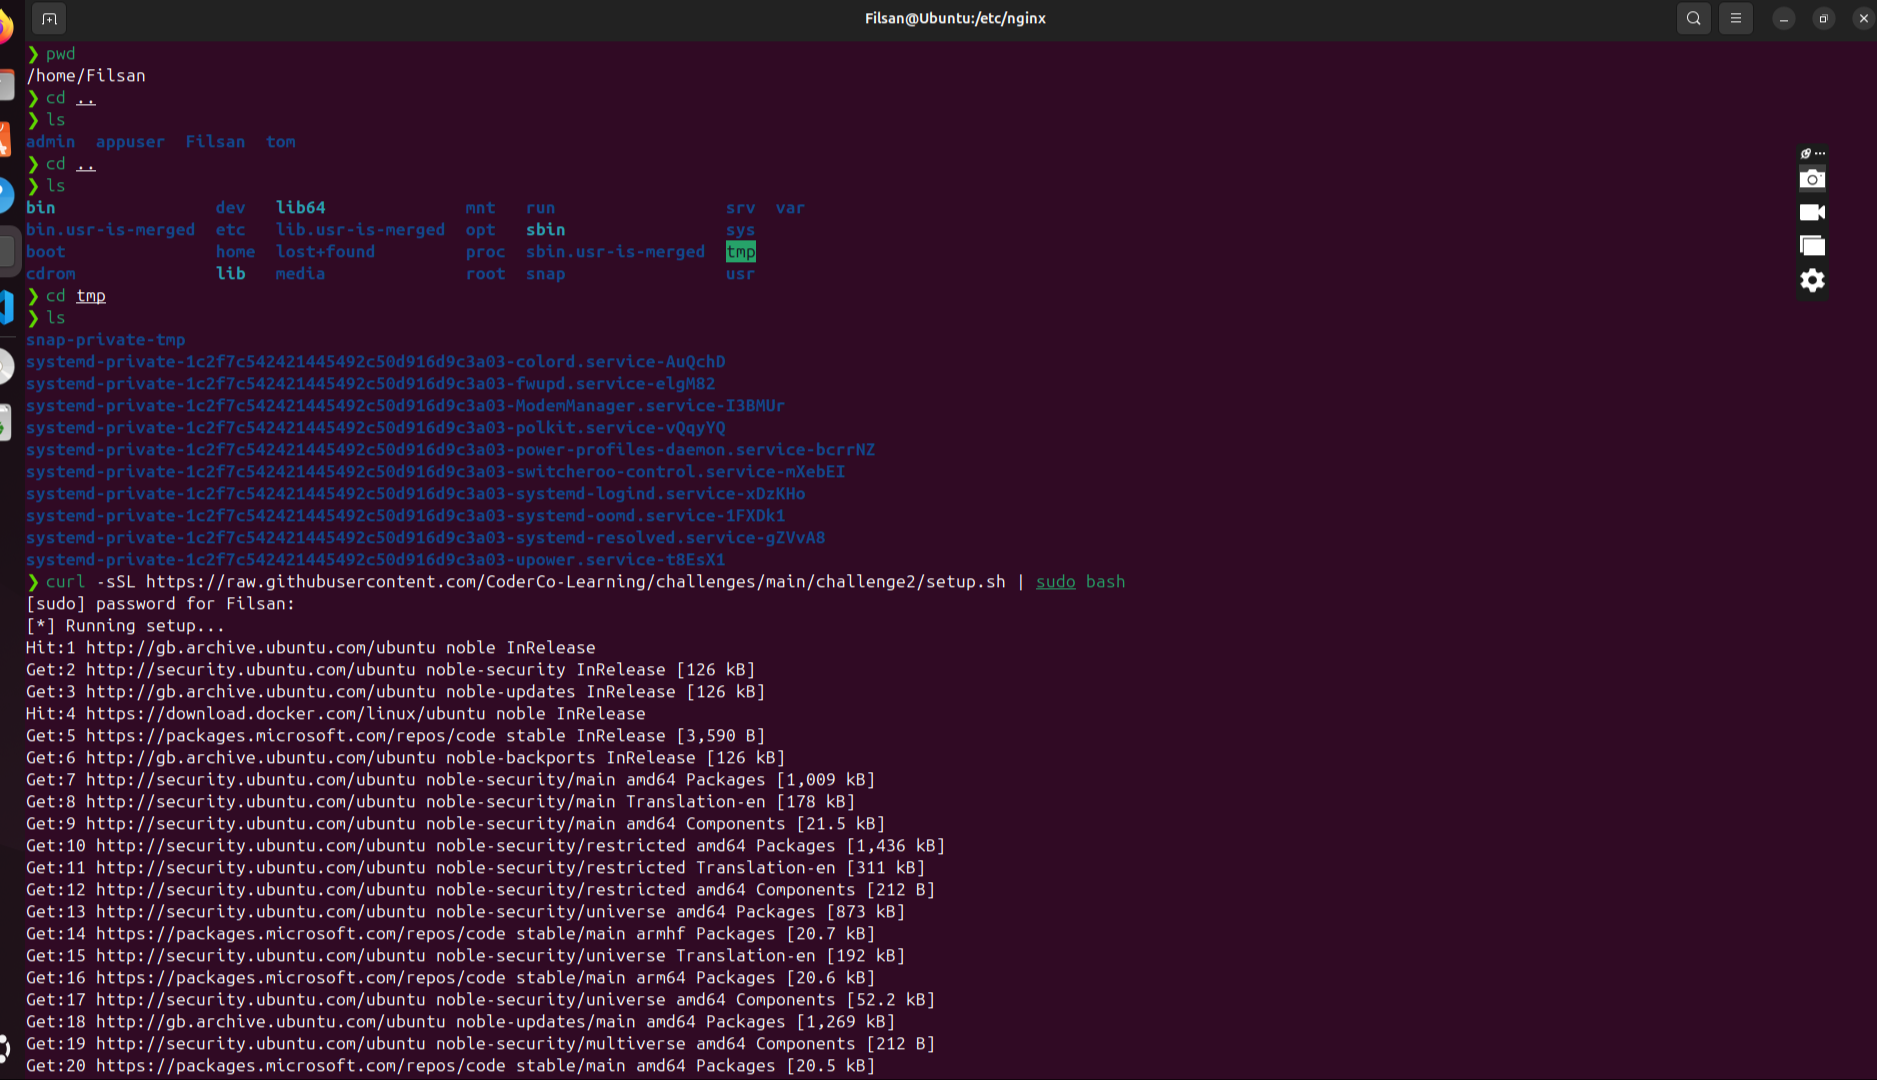 Filsan@Ubuntu:/etc/nginx
❯ pwd
/home/Filsan
❯ cd ..
❯ ls
admin  appuser  Filsan  tom
❯ cd ..
❯ ls
bin                dev   lib64              mnt   run                 srv  var
bin.usr-is-merged  etc   lib.usr-is-merged  opt   sbin                sys
boot               home  lost+found         proc  sbin.usr-is-merged  tmp
cdrom              lib   media              root  snap                usr
❯ cd tmp
❯ ls
snap-private-tmp
systemd-private-1c2f7c542421445492c50d916d9c3a03-colord.service-AuQchD
systemd-private-1c2f7c542421445492c50d916d9c3a03-fwupd.service-elgM82
systemd-private-1c2f7c542421445492c50d916d9c3a03-ModemManager.service-I3BMUr
systemd-private-1c2f7c542421445492c50d916d9c3a03-polkit.service-vQqyYQ
systemd-private-1c2f7c542421445492c50d916d9c3a03-power-profiles-daemon.service-bcrrNZ
systemd-private-1c2f7c542421445492c50d916d9c3a03-switcheroo-control.service-mXebEI
systemd-private-1c2f7c542421445492c50d916d9c3a03-systemd-logind.service-xDzKHo
systemd-private-1c2f7c542421445492c50d916d9c3a03-systemd-oomd.service-1FXDk1
systemd-private-1c2f7c542421445492c50d916d9c3a03-systemd-resolved.service-gZVvA8
systemd-private-1c2f7c542421445492c50d916d9c3a03-upower.service-t8EsX1
❯ curl -sSL https://raw.githubusercontent.com/CoderCo-Learning/challenges/main/challenge2/setup.sh | sudo bash
[sudo] password for Filsan:
[*] Running setup...
Hit:1 http://gb.archive.ubuntu.com/ubuntu noble InRelease
Get:2 http://security.ubuntu.com/ubuntu noble-security InRelease [126 kB]
Get:3 http://gb.archive.ubuntu.com/ubuntu noble-updates InRelease [126 kB]
Hit:4 https://download.docker.com/linux/ubuntu noble InRelease
Get:5 https://packages.microsoft.com/repos/code stable InRelease [3,590 B]
Get:6 http://gb.archive.ubuntu.com/ubuntu noble-backports InRelease [126 kB]
Get:7 http://security.ubuntu.com/ubuntu noble-security/main amd64 Packages [1,009 kB]
Get:8 http://security.ubuntu.com/ubuntu noble-security/main Translation-en [178 kB]
Get:9 http://security.ubuntu.com/ubuntu noble-security/main amd64 Components [21.5 kB]
Get:10 http://security.ubuntu.com/ubuntu noble-security/restricted amd64 Packages [1,436 kB]
Get:11 http://security.ubuntu.com/ubuntu noble-security/restricted Translation-en [311 kB]
Get:12 http://security.ubuntu.com/ubuntu noble-security/restricted amd64 Components [212 B]
Get:13 http://security.ubuntu.com/ubuntu noble-security/universe amd64 Packages [873 kB]
Get:14 https://packages.microsoft.com/repos/code stable/main armhf Packages [20.7 kB]
Get:15 http://security.ubuntu.com/ubuntu noble-security/universe Translation-en [192 kB]
Get:16 https://packages.microsoft.com/repos/code stable/main arm64 Packages [20.6 kB]
Get:17 http://security.ubuntu.com/ubuntu noble-security/universe amd64 Components [52.2 kB]
Get:18 http://gb.archive.ubuntu.com/ubuntu noble-updates/main amd64 Packages [1,269 kB]
Get:19 http://security.ubuntu.com/ubuntu noble-security/multiverse amd64 Components [212 B]
Get:20 https://packages.microsoft.com/repos/code stable/main amd64 Packages [20.5 kB]